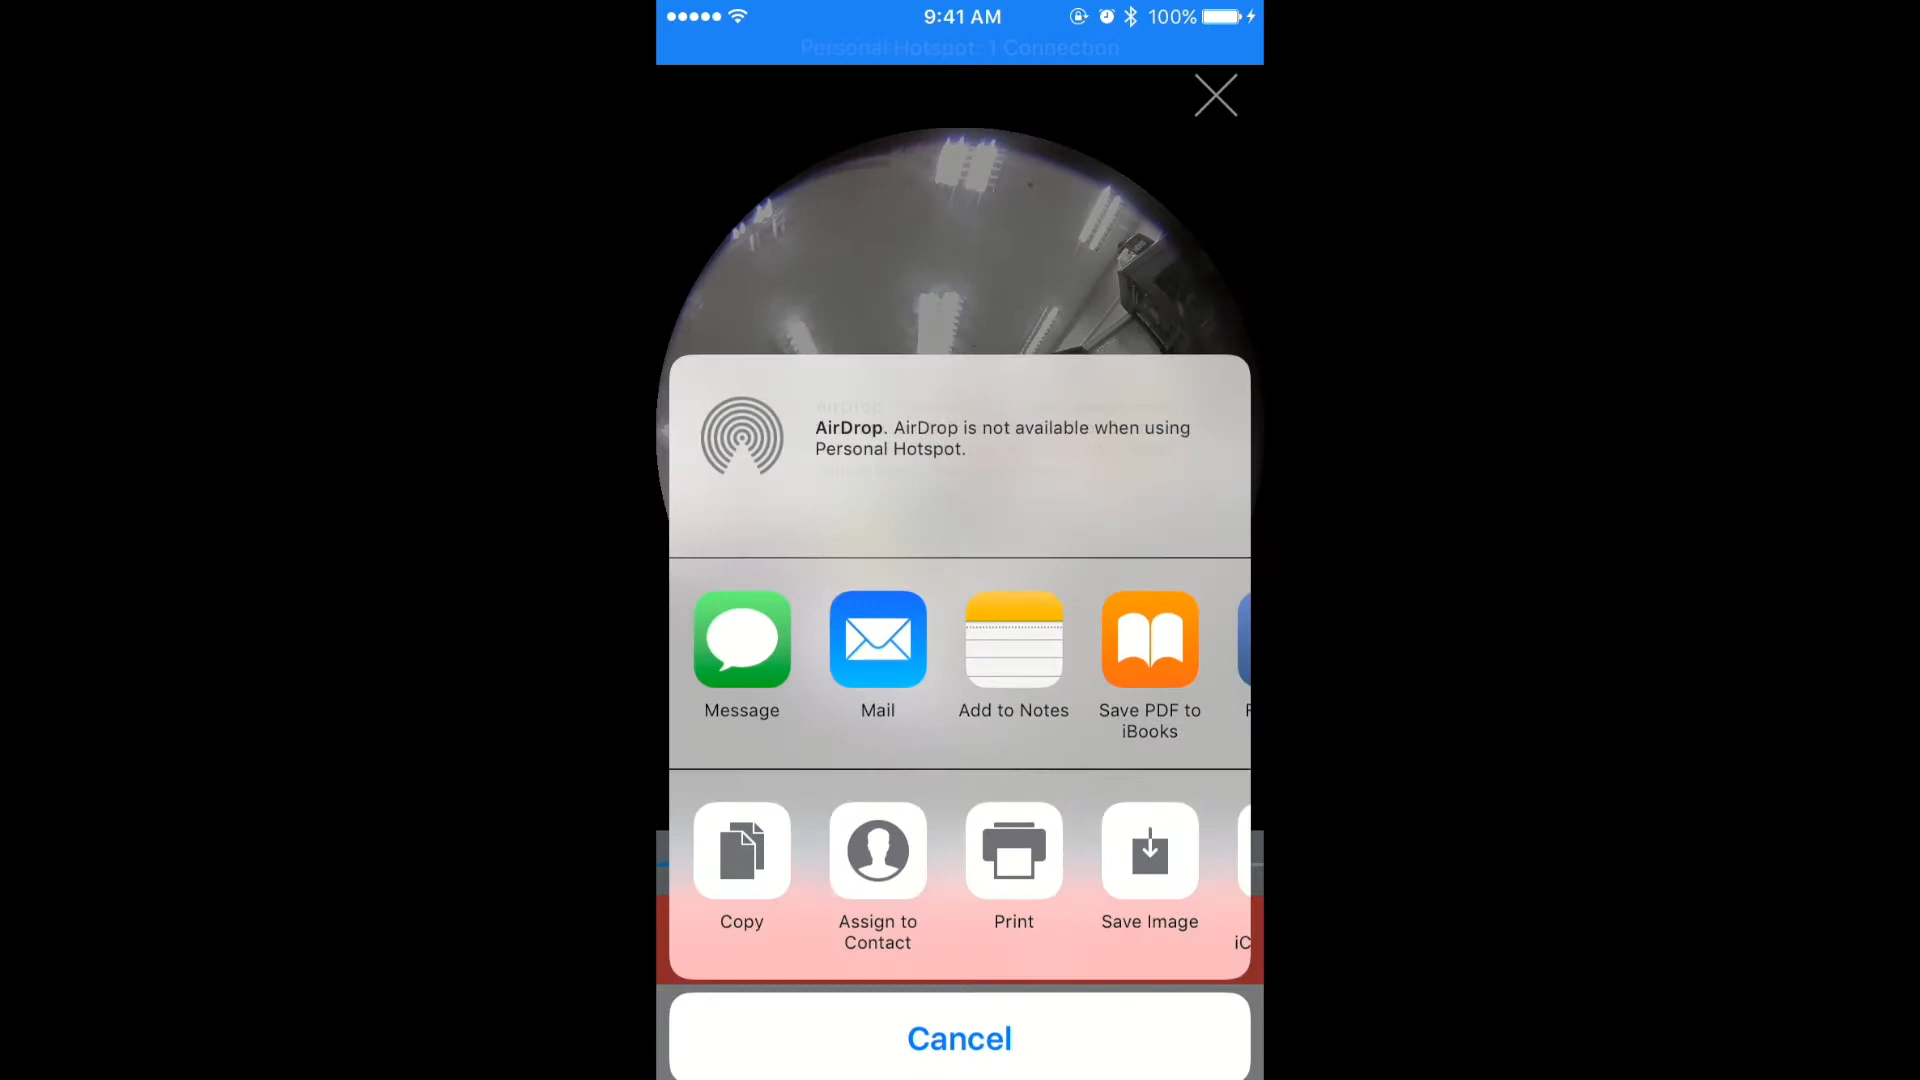 9:41 AM
100%
Personal Hotspot: 1 Connection
AirDrop. AirDrop is not available when using
Personal Hotspot.
Message
Mail
Add to Notes
Save PDF to
iBooks
Copy
Assign to
Contact
Print
Save Image
iC
Cancel